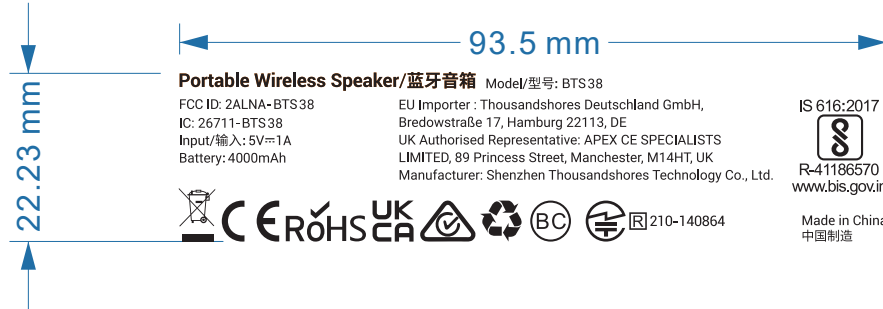 93.5 mm
22.23 mm
Portable Wireless Speaker/蓝牙音箱 Model/型号: BTS38
FCC ID: 2ALNA-BTS38
IC: 26711-BTS38
Input/输入: 5V⎓1A
Battery: 4000mAh
EU Importer : Thousandshores Deutschland GmbH,
Bredowstraße 17, Hamburg 22113, DE
UK Authorised Representative: APEX CE SPECIALISTS
LIMITED, 89 Princess Street, Manchester, M14HT, UK
Manufacturer: Shenzhen Thousandshores Technology Co., Ltd.
IS 616:2017
R-41186570
www.bis.gov.in
CE RoHS UK CA BC R 210-140864
Made in China
中国制造